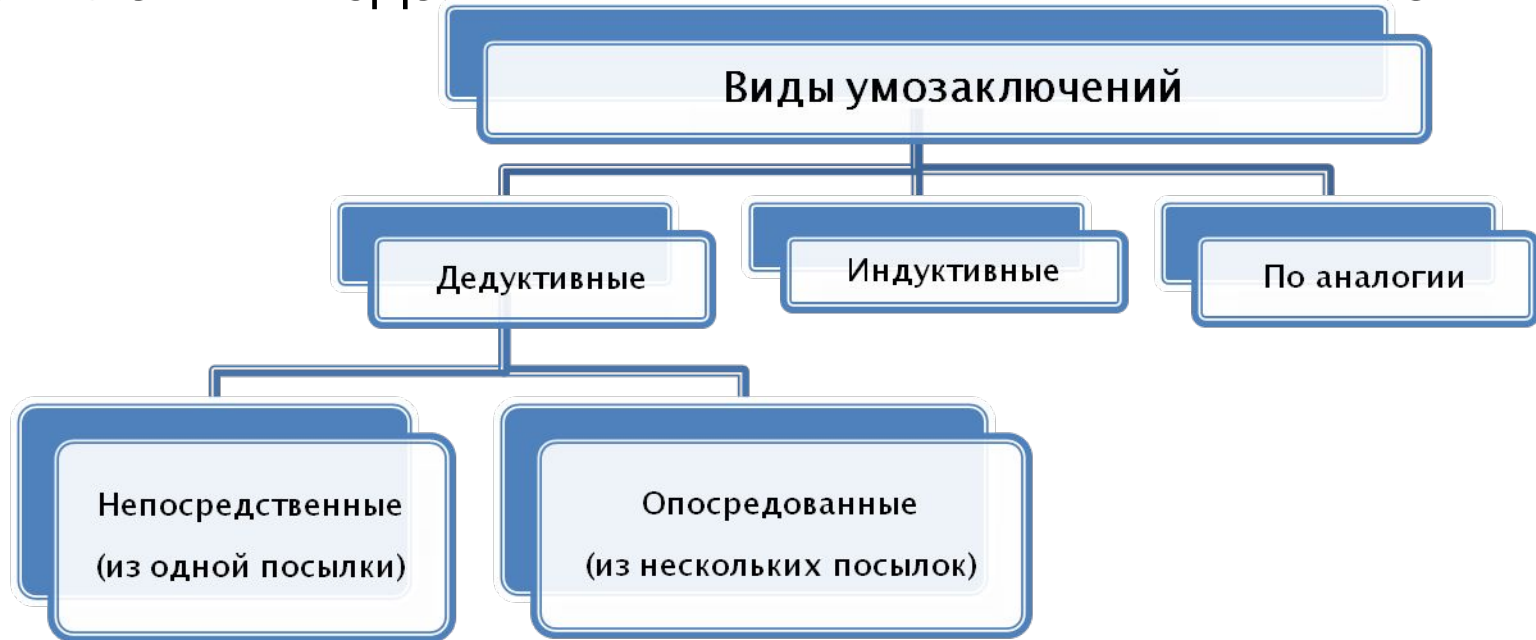 Виды умозаключений
Дедуктивные
Индуктивные
По аналогии
Непосредственные
(из одной посылки)
Опосредованные
(из нескольких посылок)